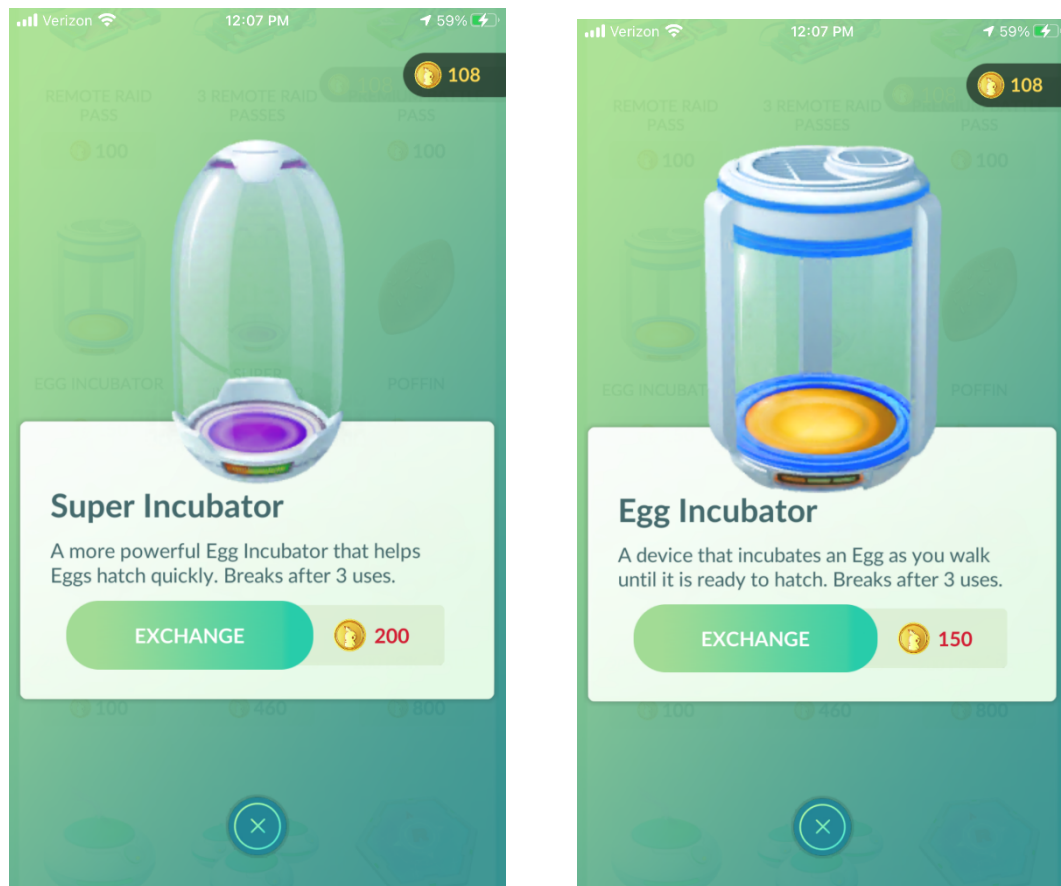 Verizon 12:07 PM 59%
108
REMOTE RAID PASS
3 REMOTE RAID PASSES
PASS
100
100
EGG INCUBATOR
SUPER
POFFIN
Super Incubator
A more powerful Egg Incubator that helps
Eggs hatch quickly. Breaks after 3 uses.
EXCHANGE 200
100 460 800
Verizon 12:07 PM 59%
108
REMOTE RAID PASS
3 REMOTE RAID PASSES
PASS
100
100
EGG INCUBAT
POFFIN
Egg Incubator
A device that incubates an Egg as you walk
until it is ready to hatch. Breaks after 3 uses.
EXCHANGE 150
100 460 800